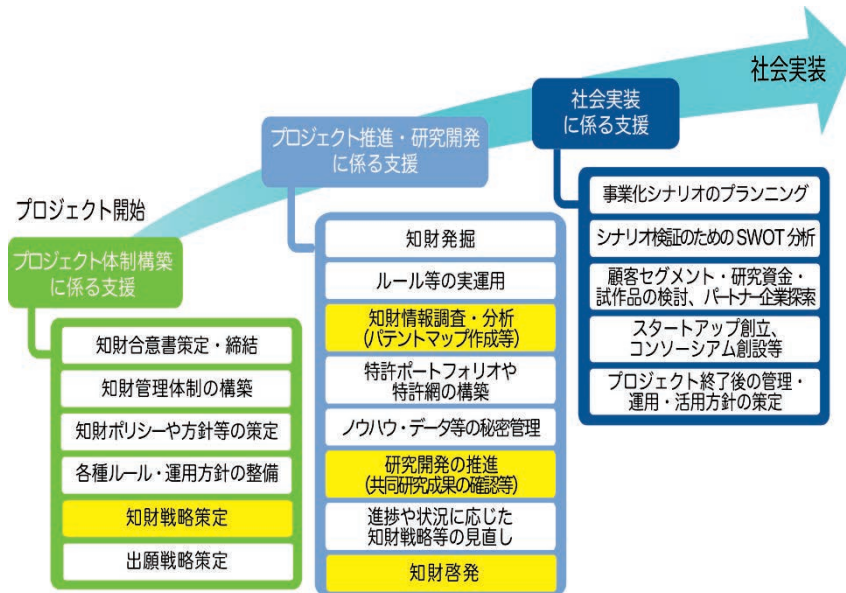 社会実装
社会実装
に係る支援
プロジェクト推進・研究開発
に係る支援
プロジェクト開始
プロジェクト体制構築
に係る支援
知財合意書策定・締結
知財管理体制の構築
知財ポリシーや方針等の策定
各種ルール・運用方針の整備
知財戦略策定
出願戦略策定
知財発掘
ルール等の実運用
知財情報調査・分析
(パテントマップ作成等)
特許ポートフォリオや
特許網の構築
ノウハウ・データ等の秘密管理
研究開発の推進
(共同研究成果の確認等)
進捗や状況に応じた
知財戦略等の見直し
知財啓発
事業化シナリオのプランニング
シナリオ検証のための SWOT 分析
顧客セグメント・研究資金・
試作品の検討、パートナー企業探索
スタートアップ創立、
コンソーシアム創設等
プロジェクト終了後の管理・
運用・活用方針の策定